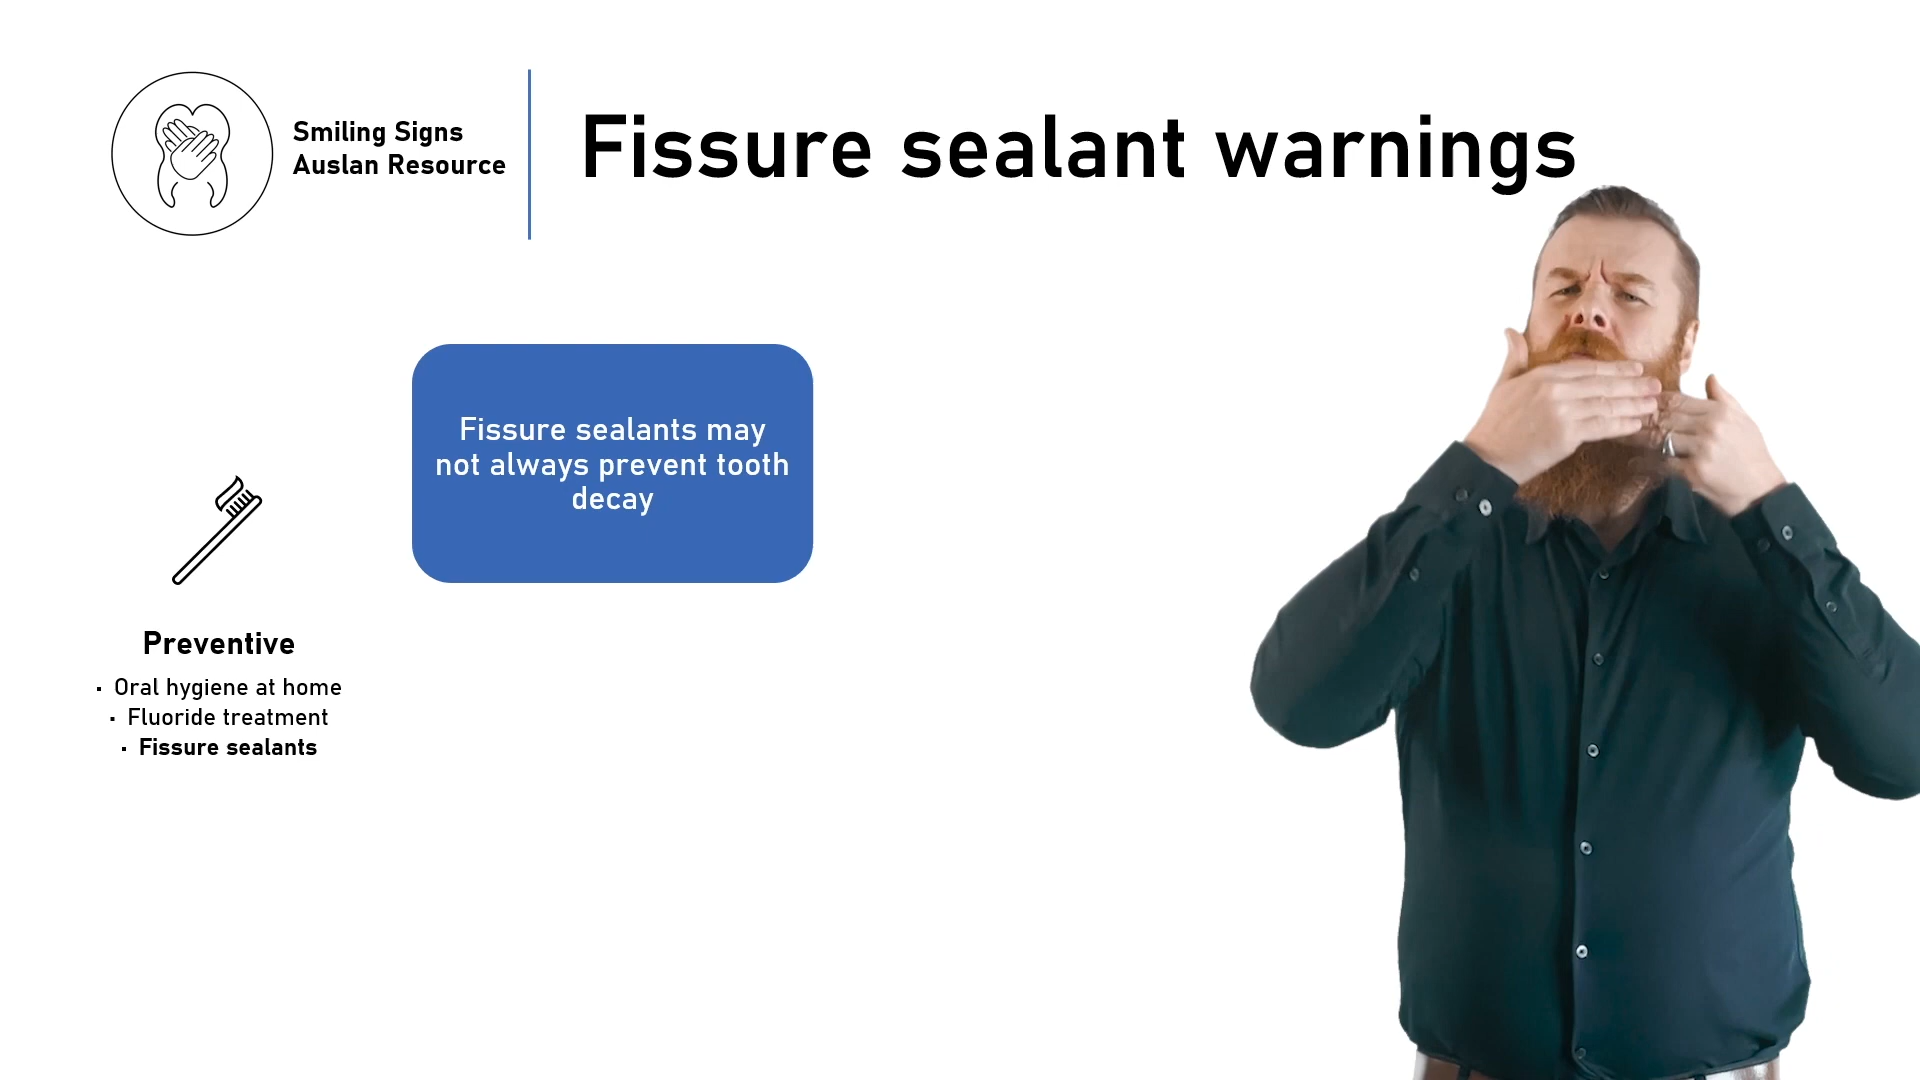 Smiling Signs
Auslan Resource
Fissure sealant warnings
Fissure sealants may
not always prevent tooth
decay
Preventive
▪ Oral hygiene at home
▪ Fluoride treatment
▪ Fissure sealants